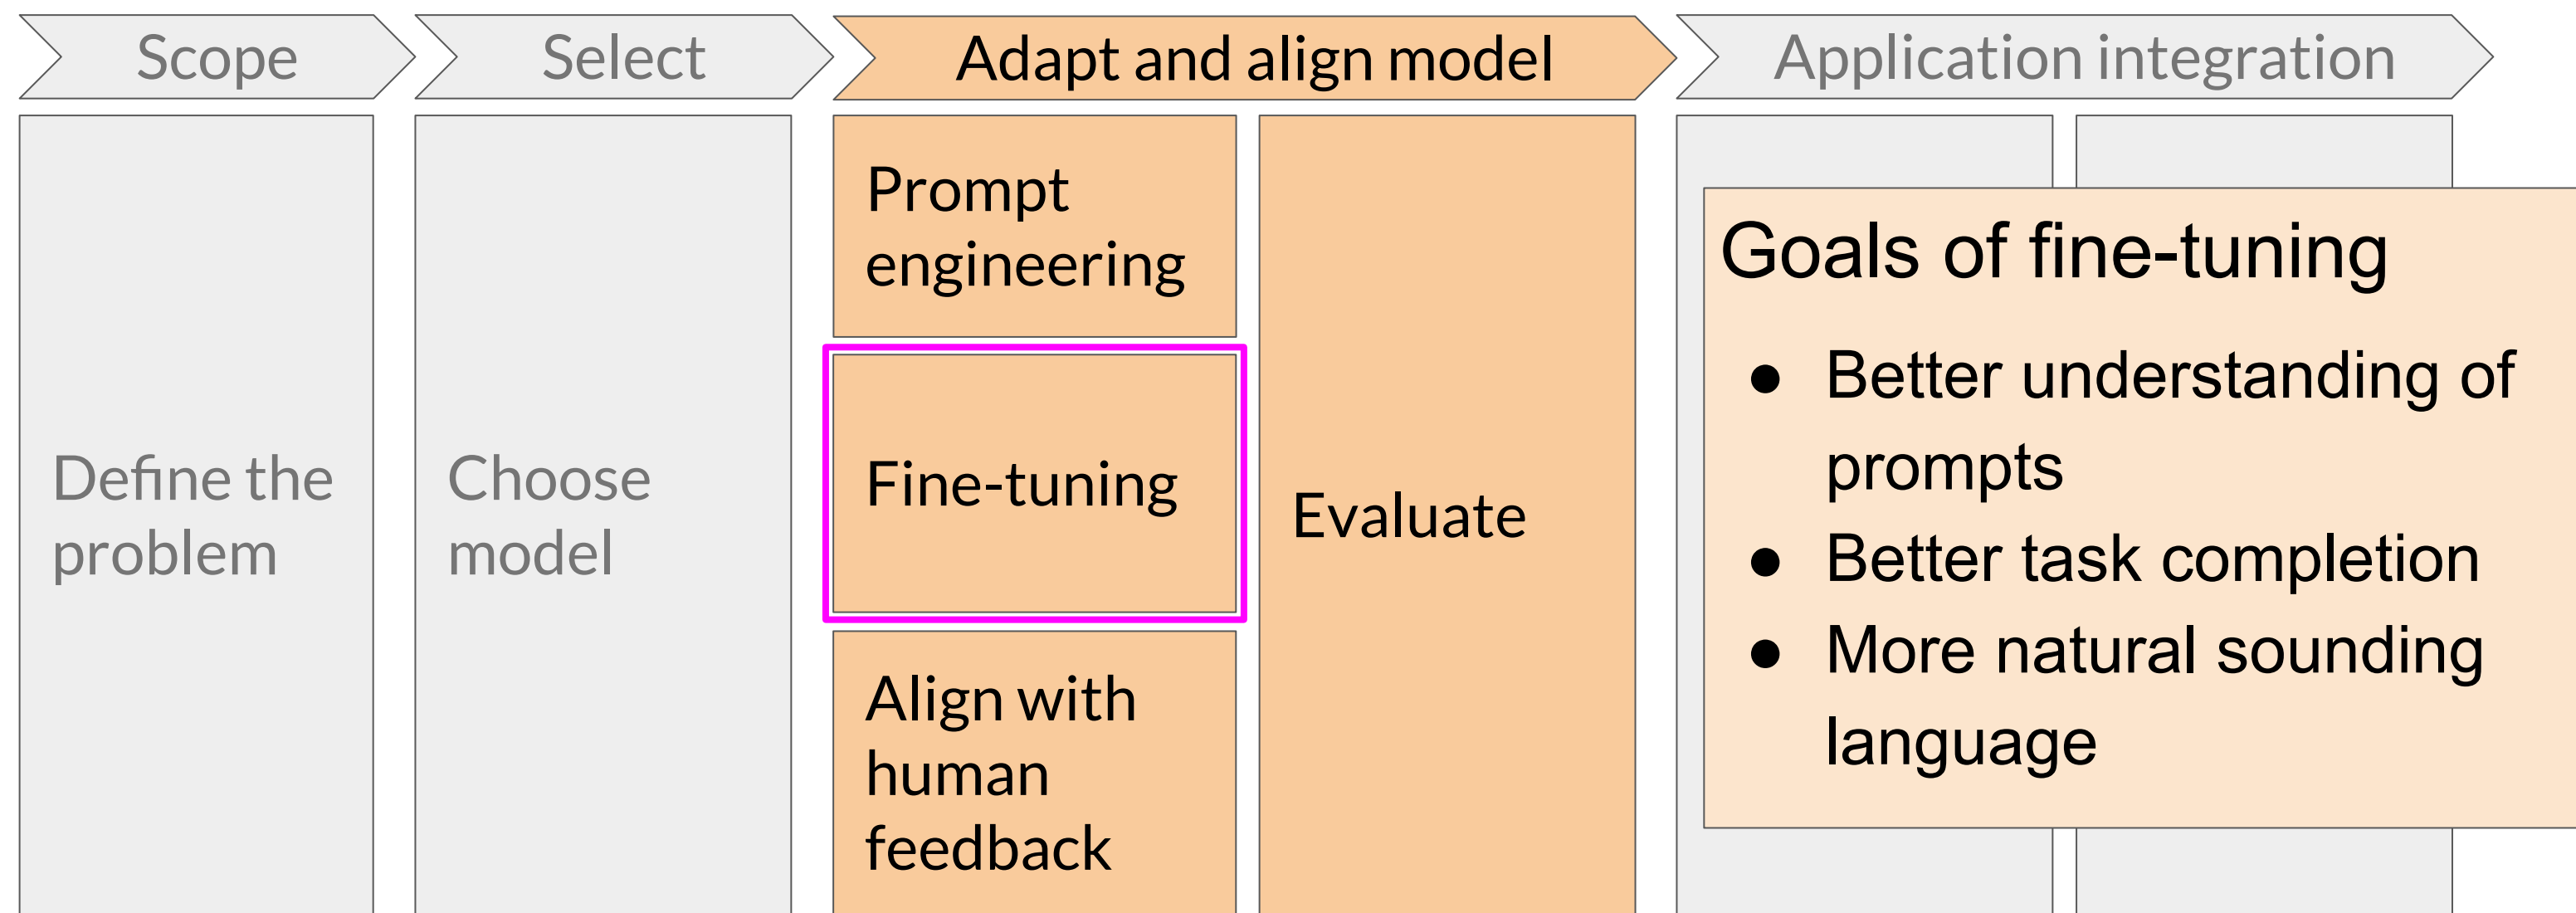 Scope
Select
Adapt and align model
Application integration
Define the
problem
Choose
model
Prompt
engineering
Fine-tuning
Align with
human
feedback
Evaluate
Goals of fine-tuning
● Better understanding of
prompts
● Better task completion
● More natural sounding
language